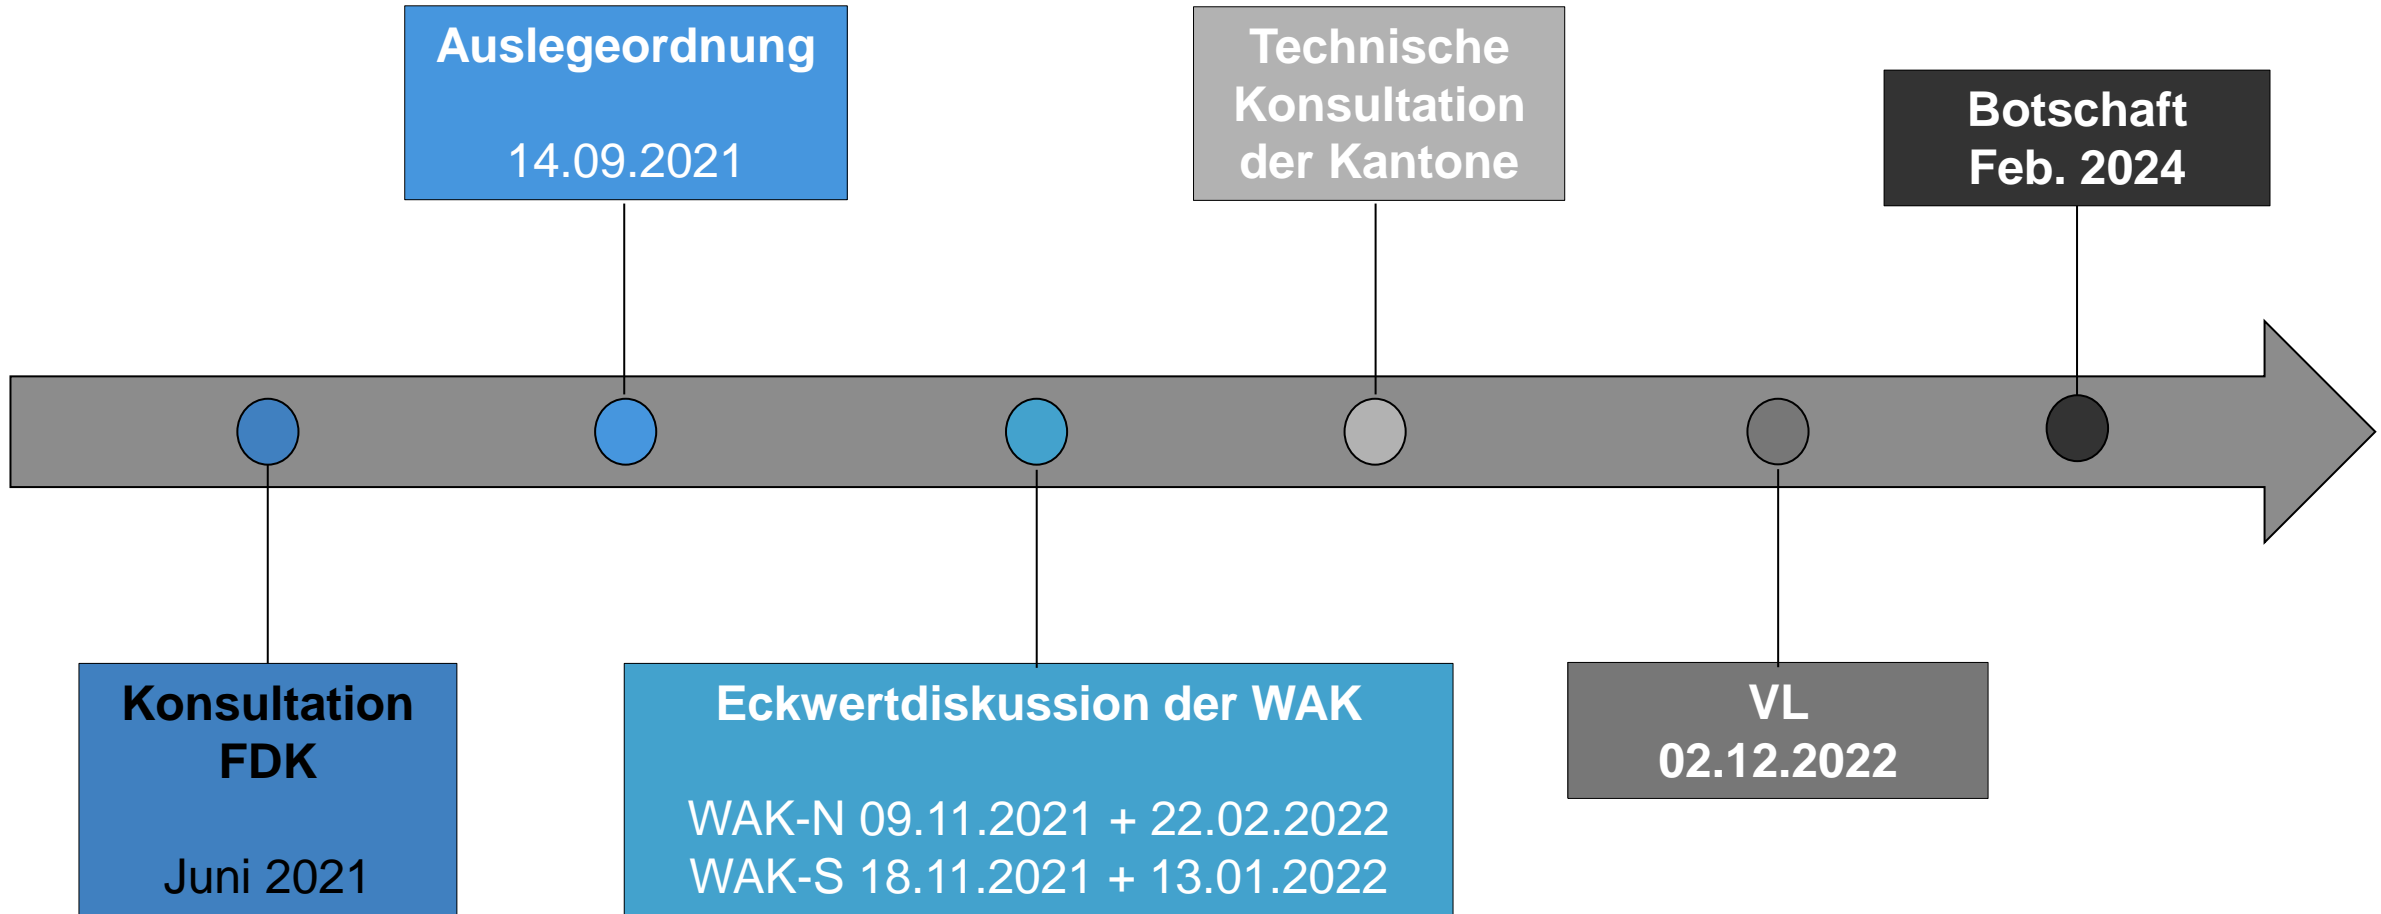 Auslegeordnung
14.09.2021
Technische
Konsultation
der Kantone
Botschaft
Feb. 2024
Konsultation
FDK
Juni 2021
Eckwertdiskussion der WAK
WAK-N 09.11.2021 + 22.02.2022
WAK-S 18.11.2021 + 13.01.2022
VL
02.12.2022